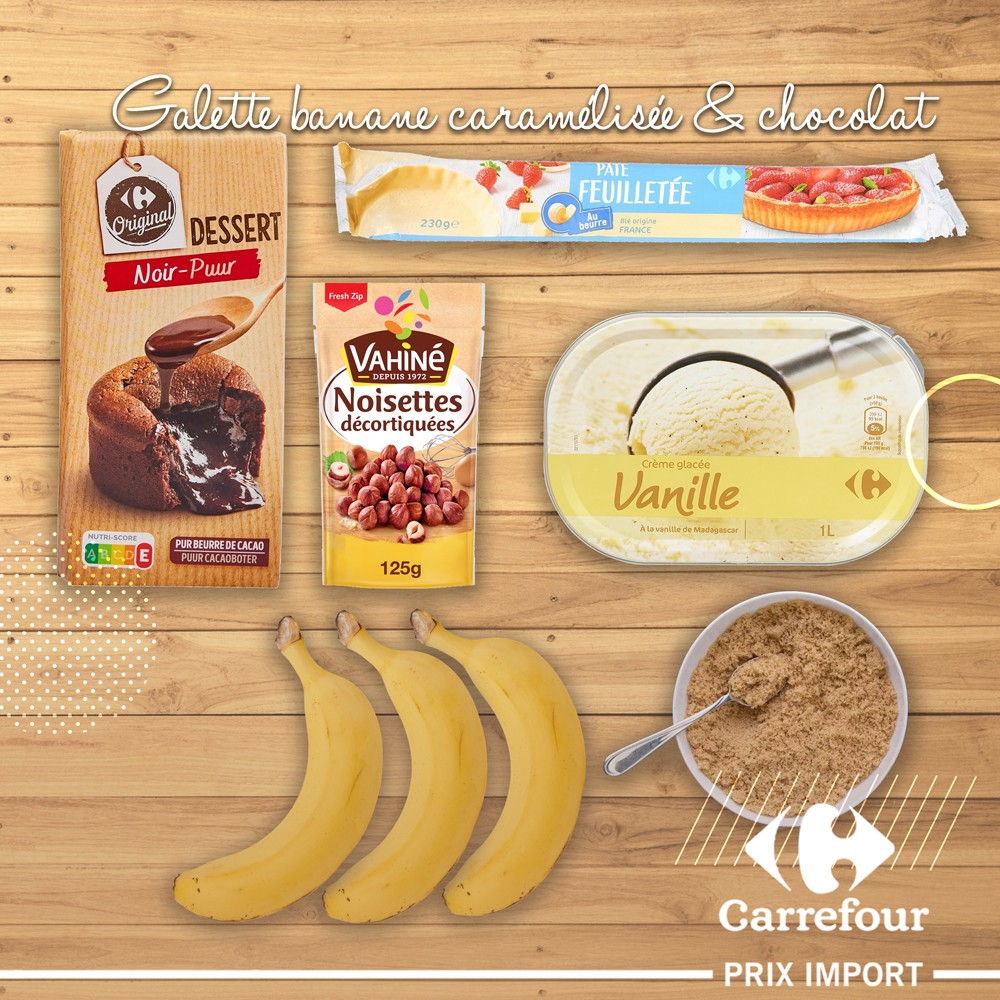 Galette banane caramélisée & chocolat
Original
DESSERT
Noir-Puur
NUTRI-SCORE
A B C D E
PUR BEURRE DE CACAO
PUUR CACAOBOTER
PÂTE
FEUILLETÉE
230g e
Au
beurre
Blé origine
FRANCE
Fresh Zip
VAHINÉ
DEPUIS 1972
Noisettes
décortiquées
125g
Crème glacée
Vanille
À la vanille de Madagascar
1L
5%
Carrefour
PRIX IMPORT